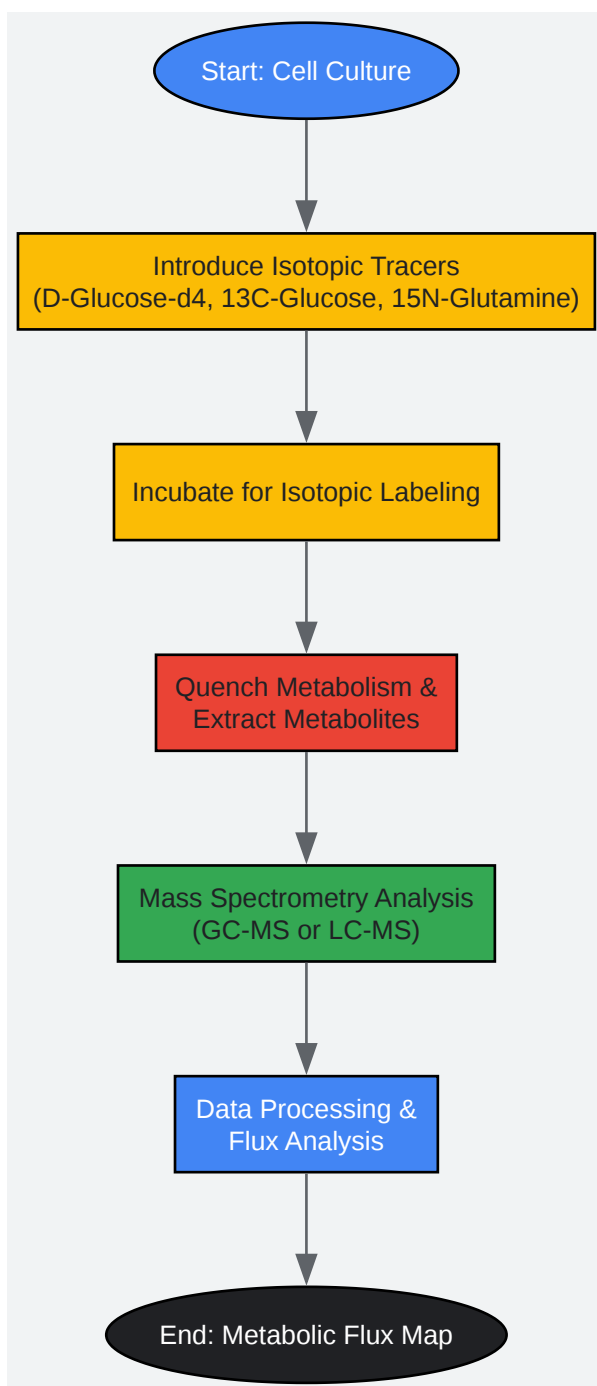 Start: Cell Culture
Introduce Isotopic Tracers
(D-Glucose-d4, 13C-Glucose, 15N-Glutamine)
Incubate for Isotopic Labeling
Quench Metabolism &
Extract Metabolites
Mass Spectrometry Analysis
(GC-MS or LC-MS)
Data Processing &
Flux Analysis
End: Metabolic Flux Map